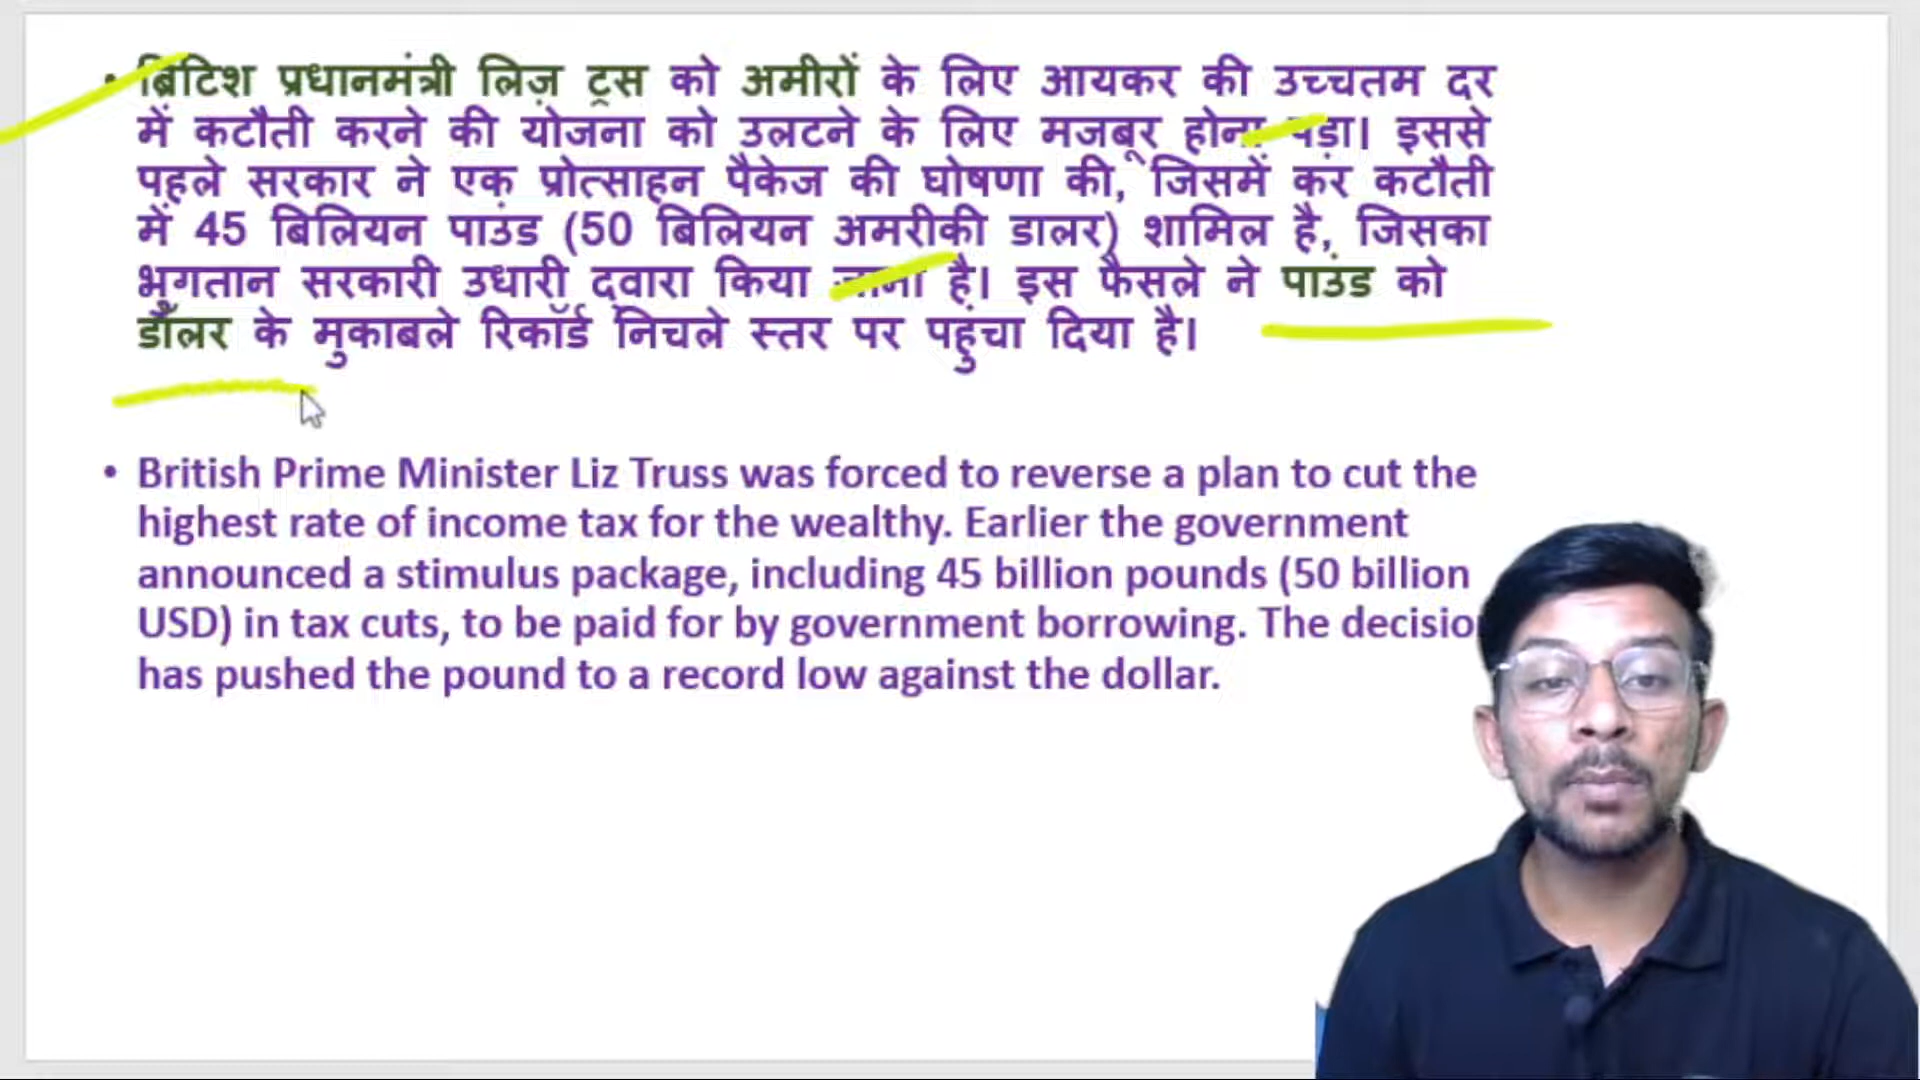 • ब्रिटिश प्रधानमंत्री लिज़ ट्रस को अमीरों के लिए आयकर की उच्चतम दर
में कटौती करने की योजना को उलटने के लिए मजबूर होना पड़ा। इससे
पहले सरकार ने एक प्रोत्साहन पैकेज की घोषणा की, जिसमें कर कटौती
में 45 बिलियन पाउंड (50 बिलियन अमरीकी डालर) शामिल है, जिसका
भुगतान सरकारी उधारी द्वारा किया जाना है। इस फैसले ने पाउंड को
डॉलर के मुकाबले रिकॉर्ड निचले स्तर पर पहुंचा दिया है।
• British Prime Minister Liz Truss was forced to reverse a plan to cut the
highest rate of income tax for the wealthy. Earlier the government
announced a stimulus package, including 45 billion pounds (50 billion
USD) in tax cuts, to be paid for by government borrowing. The decisio
has pushed the pound to a record low against the dollar.